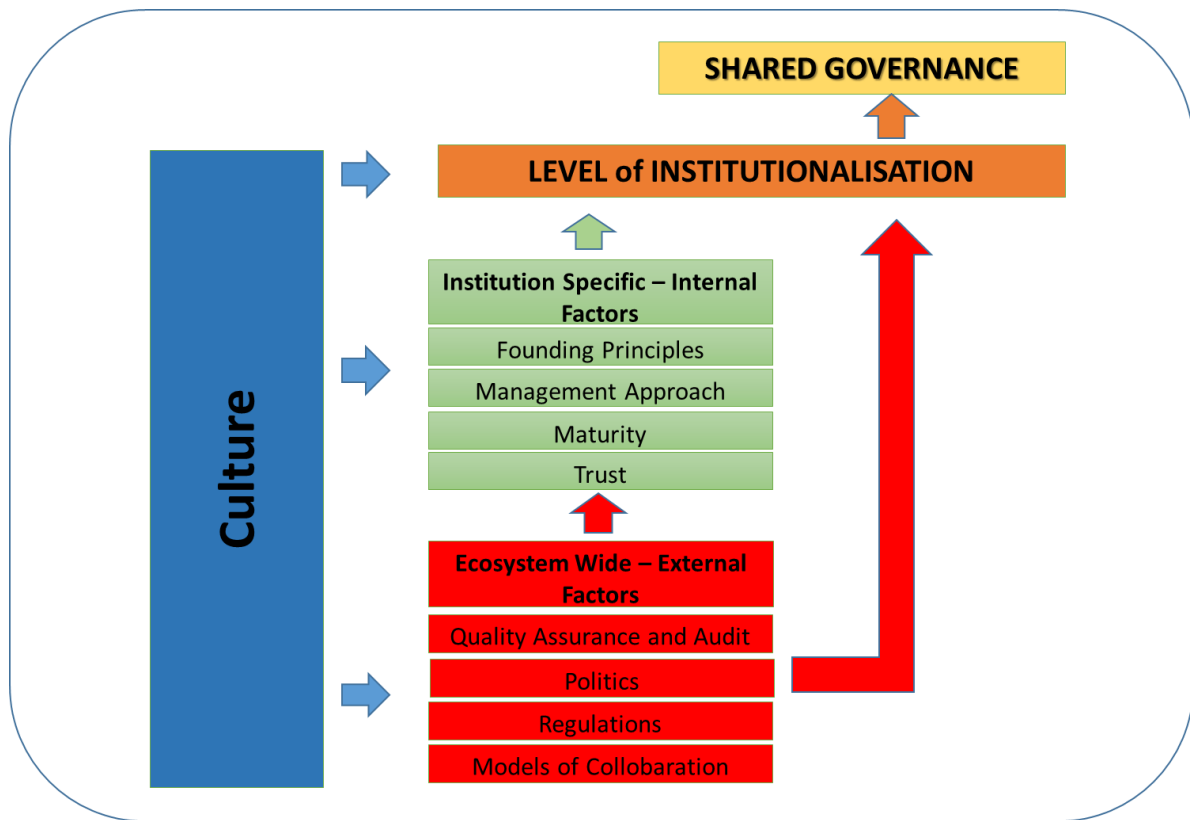 SHARED GOVERNANCE
LEVEL of INSTITUTIONALISATION
Culture
Institution Specific – Internal
Factors
Founding Principles
Management Approach
Maturity
Trust
Ecosystem Wide – External
Factors
Quality Assurance and Audit
Politics
Regulations
Models of Collobaration